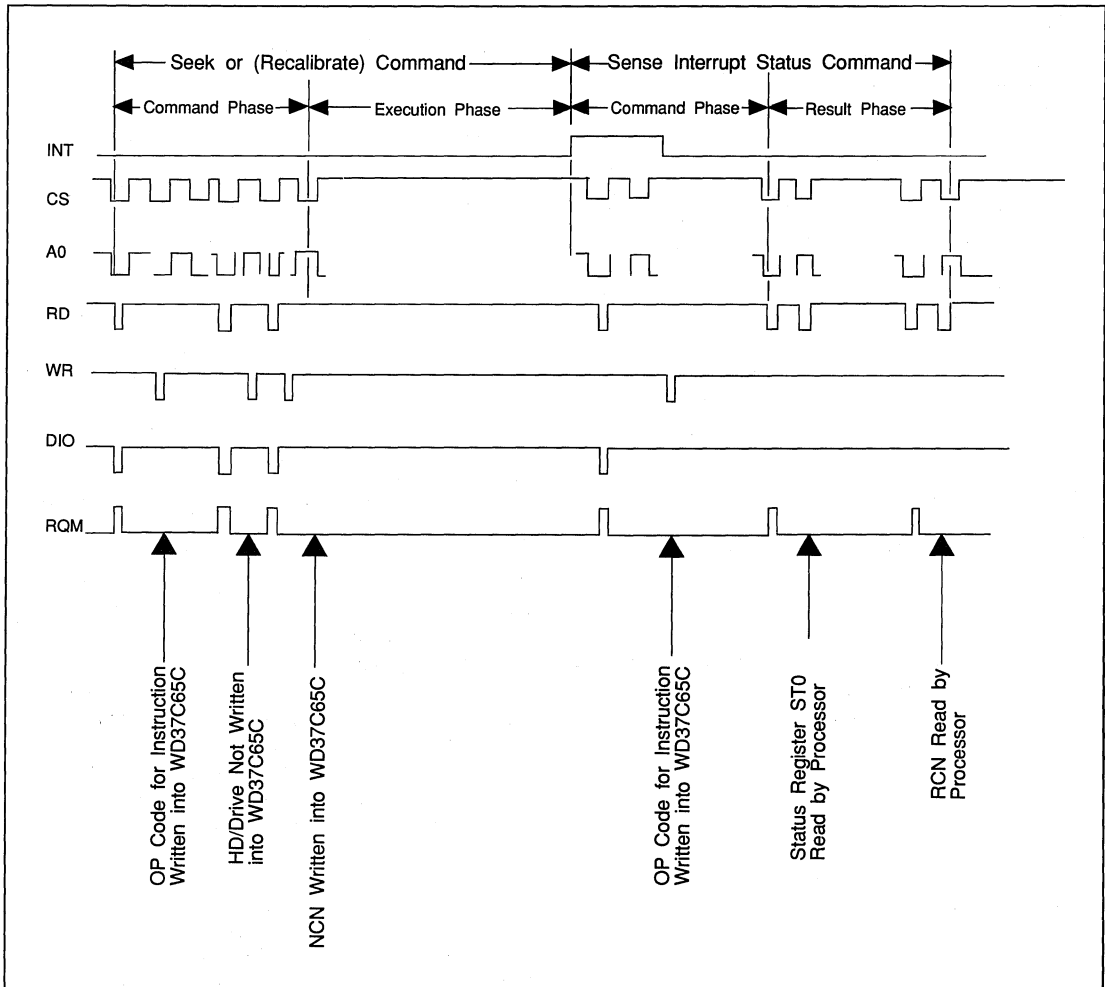 Seek or (Recalibrate) Command
Sense Interrupt Status Command
Command Phase
Execution Phase
Command Phase
Result Phase
INT
CS
A0
RD
WR
DIO
RQM
OP Code for Instruction
Written into WD37C65C
HD/Drive Not Written
into WD37C65C
NCN Written into WD37C65C
OP Code for Instruction
Written into WD37C65C
Status Register ST0
Read by Processor
RCN Read by
Processor